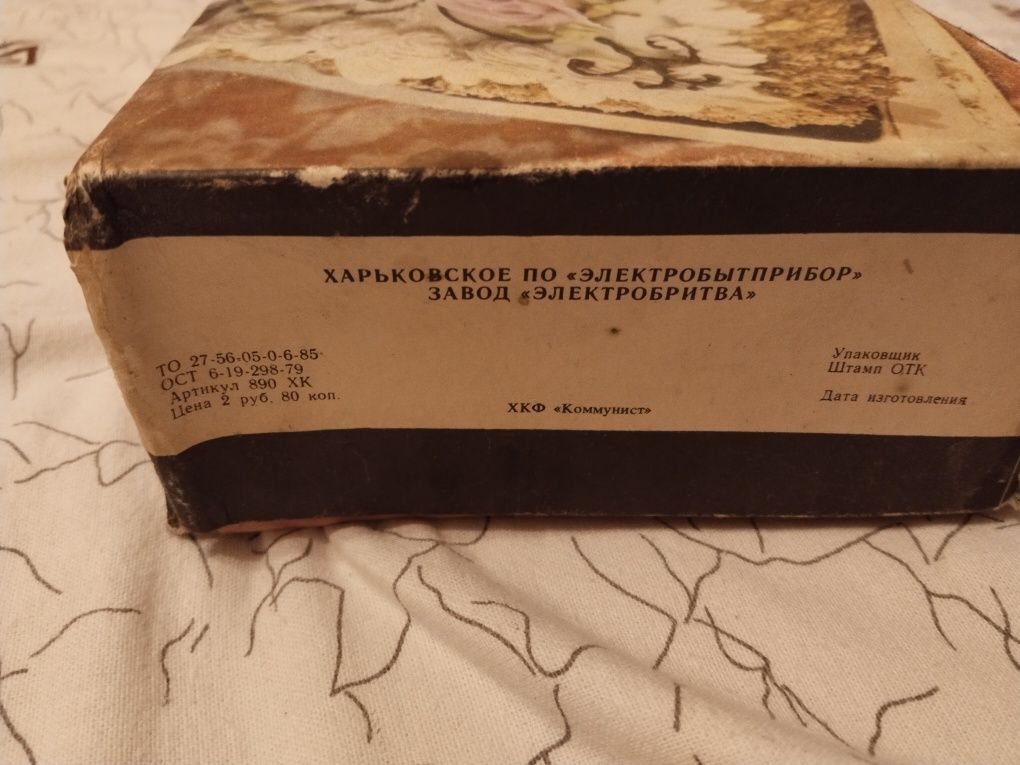 ХАРЬКОВСКОЕ ПО «ЭЛЕКТРОБЫТПРИБОР»
ЗАВОД «ЭЛЕКТРОБРИТВА»
ТО 27-56-05-0-6-85
ОСТ 6-19-298-79
Артикул 890 ХК
Цена 2 руб. 80 коп.
ХКФ «Коммунист»
Упаковщик
Штамп ОТК
Дата изготовления